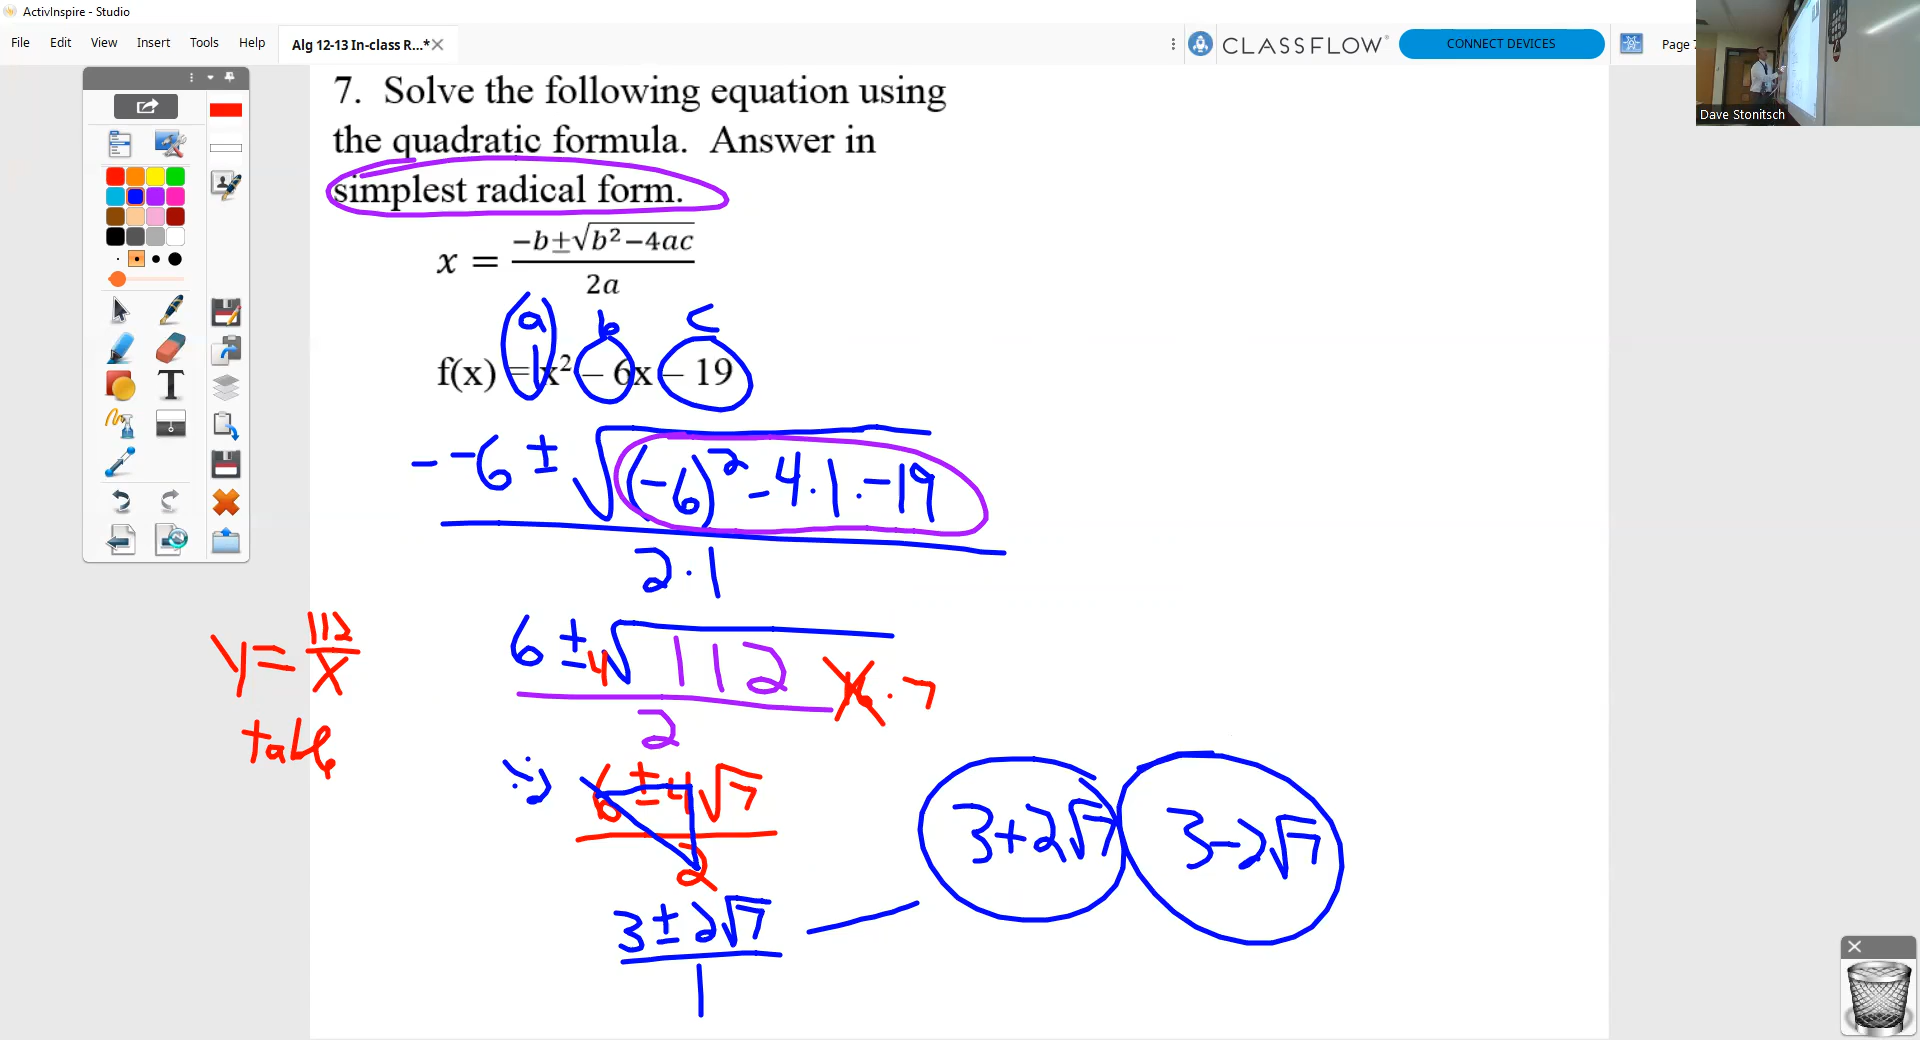 ActivInspire - Studio
File Edit View Insert Tools Help Alg 12-13 In-class R...* CLASSFLOW CONNECT DEVICES Page
Dave Stonitsch
7. Solve the following equation using
the quadratic formula. Answer in
simplest radical form.
x = (-b±√(b²-4ac))/(2a)
a b c
f(x) = 1x² – 6x – 19
(- -6 ± √((-6)² - 4·1·-19))/(2·1)
(6 ± 4√112)/2 16·7
y = 112/x
table
÷2 (6 ± 4√7)/2
3+2√7 3-2√7
(3 ± 2√7)/1